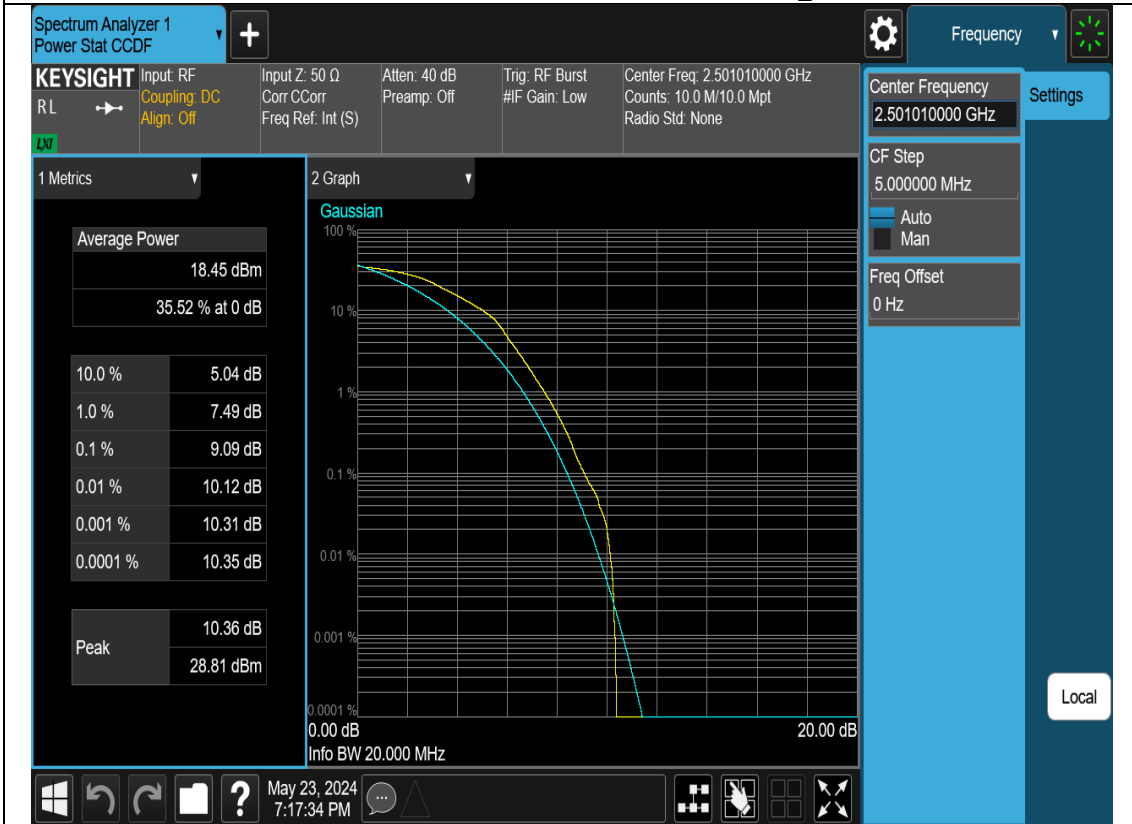 Spectrum Analyzer 1
Power Stat CCDF
Frequency
KEYSIGHT
RL
LXI
Input: RF
Coupling: DC
Align: Off
Input Z: 50 Ω
Corr CCorr
Freq Ref: Int (S)
Atten: 40 dB
Preamp: Off
Trig: RF Burst
#IF Gain: Low
Center Freq: 2.501010000 GHz
Counts: 10.0 M/10.0 Mpt
Radio Std: None
Center Frequency
2.501010000 GHz
Settings
CF Step
5.000000 MHz
Auto
Man
Freq Offset
0 Hz
1 Metrics
Average Power
18.45 dBm
35.52 % at 0 dB
10.0 % 5.04 dB
1.0 % 7.49 dB
0.1 % 9.09 dB
0.01 % 10.12 dB
0.001 % 10.31 dB
0.0001 % 10.35 dB
Peak 10.36 dB
28.81 dBm
2 Graph
Gaussian
100 %
10 %
1 %
0.1 %
0.01 %
0.001 %
0.0001 %
0.00 dB 20.00 dB
Info BW 20.000 MHz
Local
?
May 23, 2024
7:17:34 PM